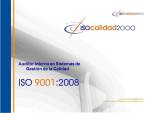 isocalidad2000
Auditor Interno en Sistemas de
Gestión de la Calidad
ISO 9001:2008